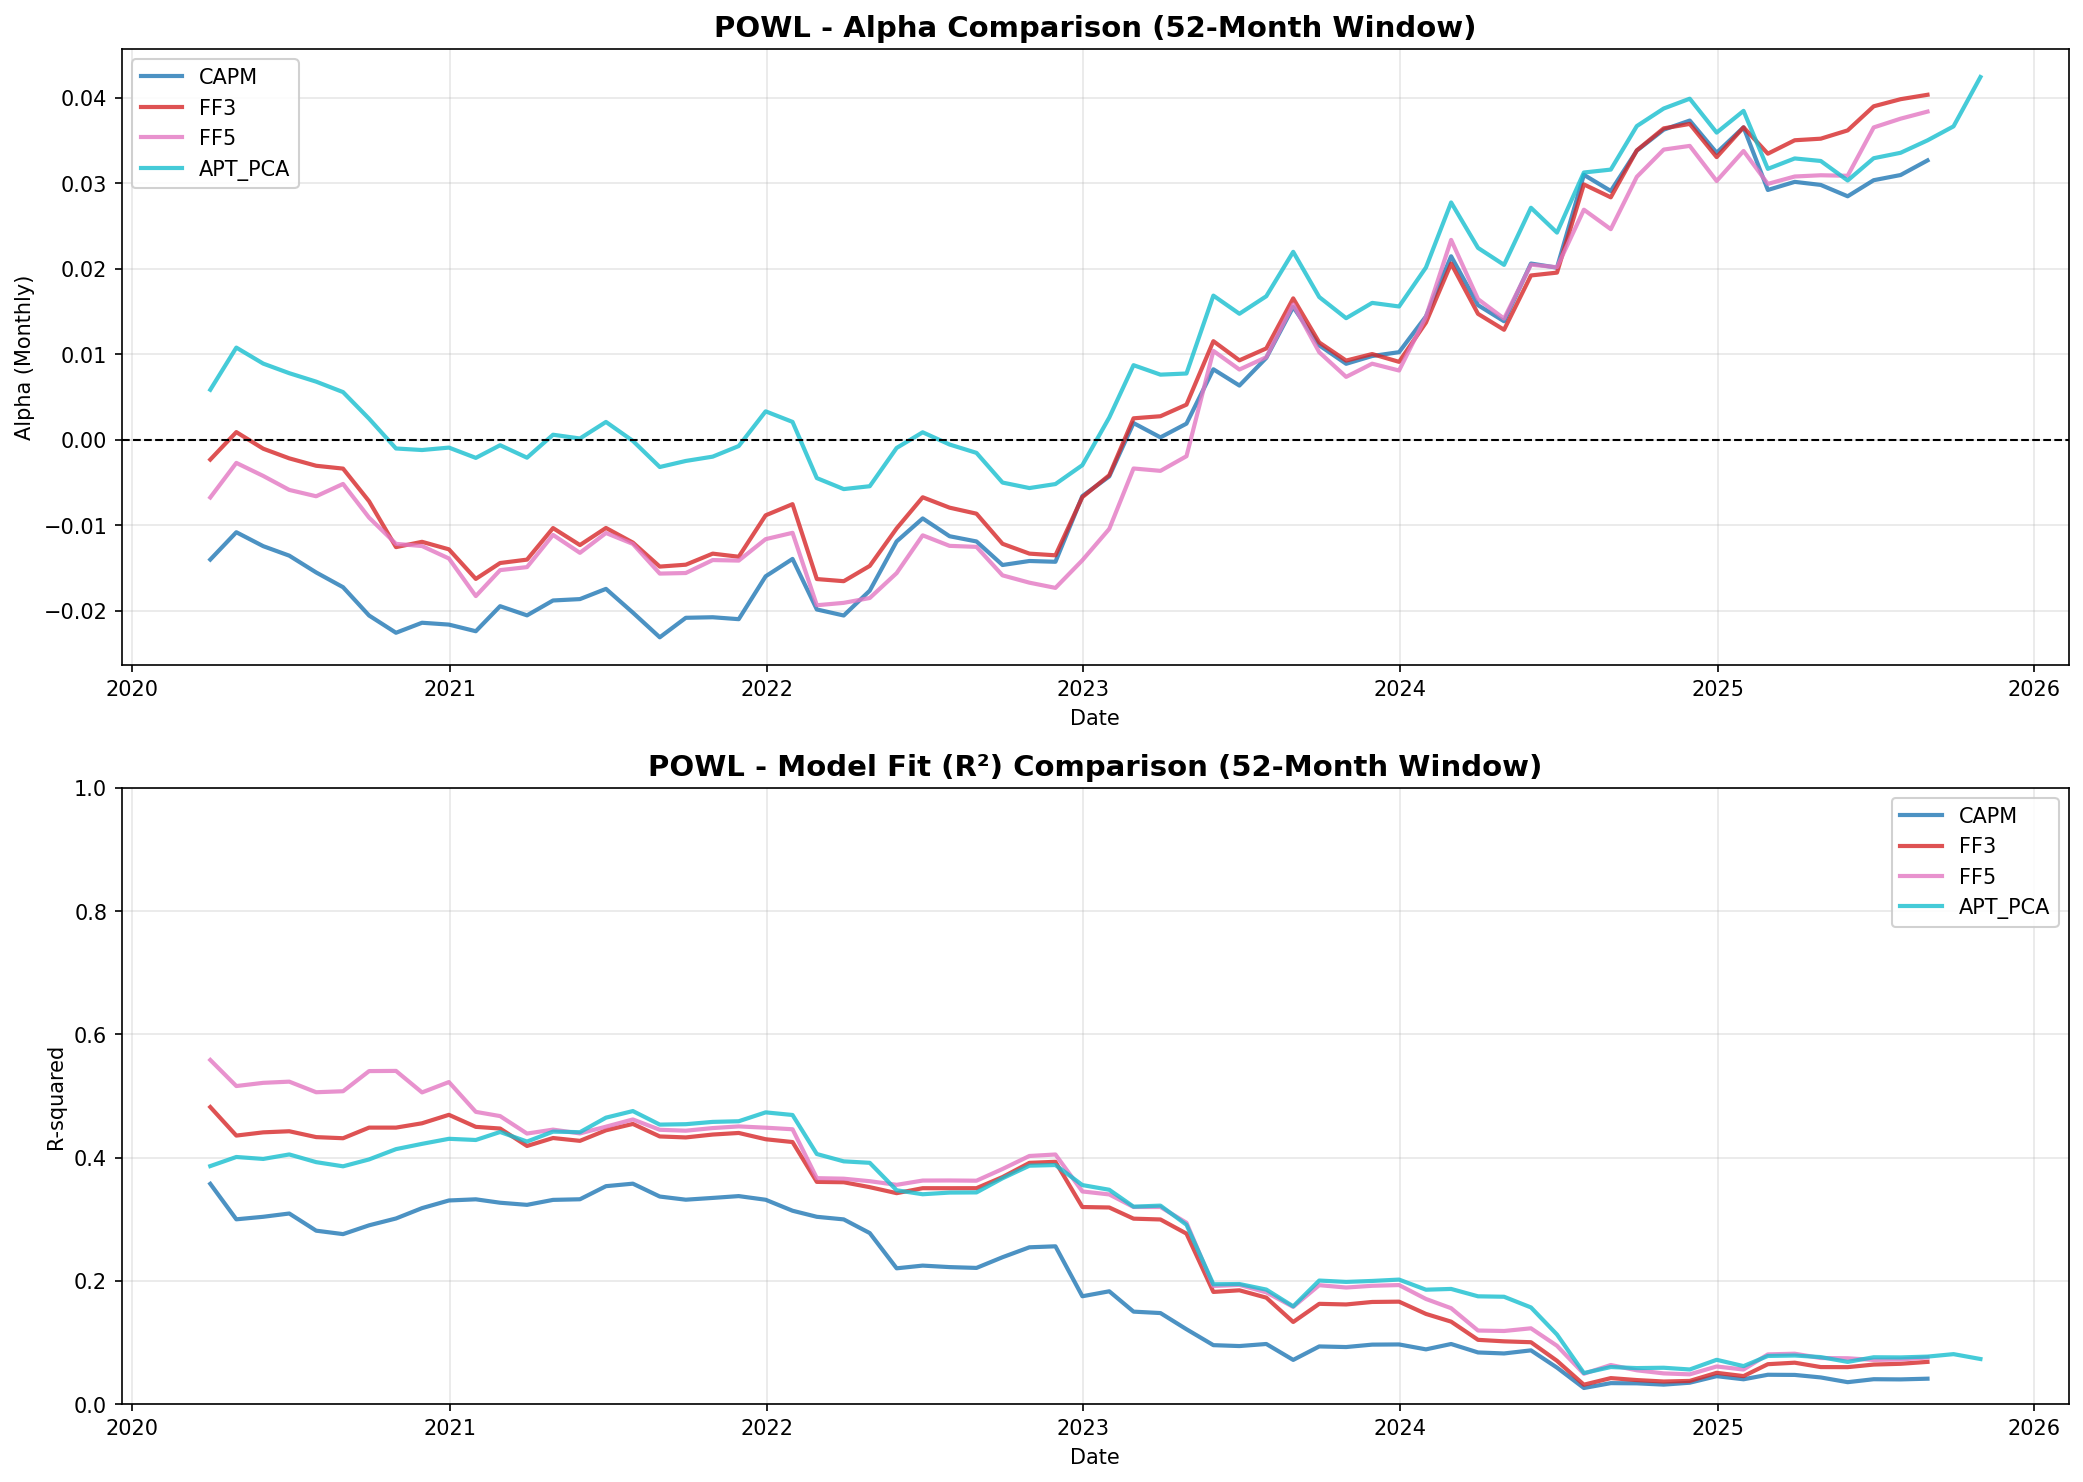 POWL - Alpha Comparison (52-Month Window)
CAPM
FF3
FF5
APT_PCA
0.04
0.03
0.02
0.01
0.00
−0.01
−0.02
Alpha (Monthly)
2020 2021 2022 2023 2024 2025 2026
Date
POWL - Model Fit (R²) Comparison (52-Month Window)
CAPM
FF3
FF5
APT_PCA
1.0
0.8
0.6
0.4
0.2
0.0
R-squared
2020 2021 2022 2023 2024 2025 2026
Date